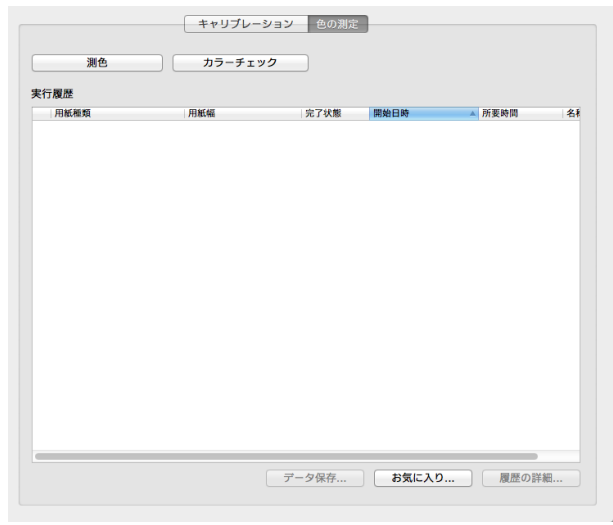 キャリブレーション 色の測定
測色 カラーチェック
実行履歴
用紙種類 用紙幅 完了状態 開始日時 所要時間 名
データ保存... お気に入り... 履歴の詳細...